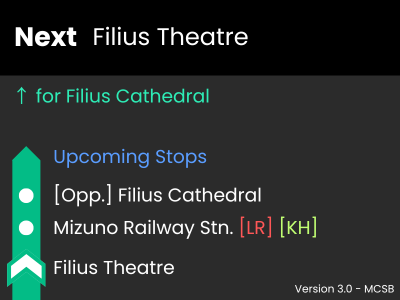 Next Filius Theatre
↑ for Filius Cathedral
Upcoming Stops
[Opp.] Filius Cathedral
Mizuno Railway Stn. [LR] [KH]
Filius Theatre
Version 3.0 - MCSB